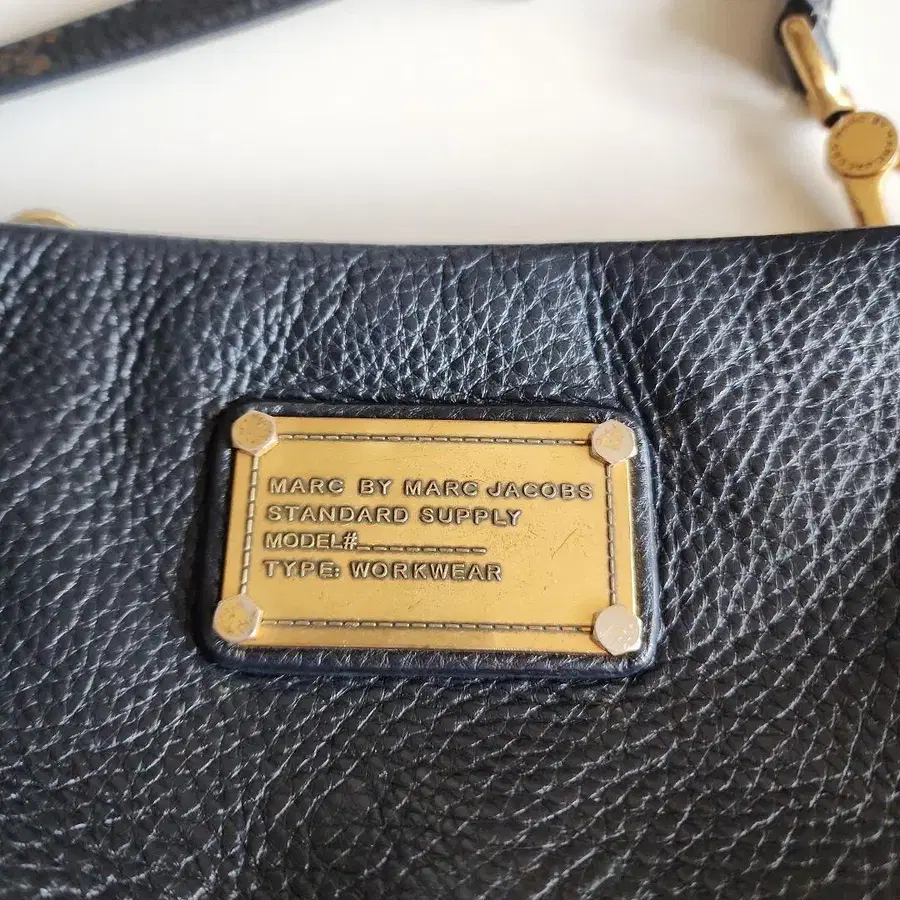 MARC BY MARC JACOBS
STANDARD SUPPLY
MODEL#_________
TYPE: WORKWEAR